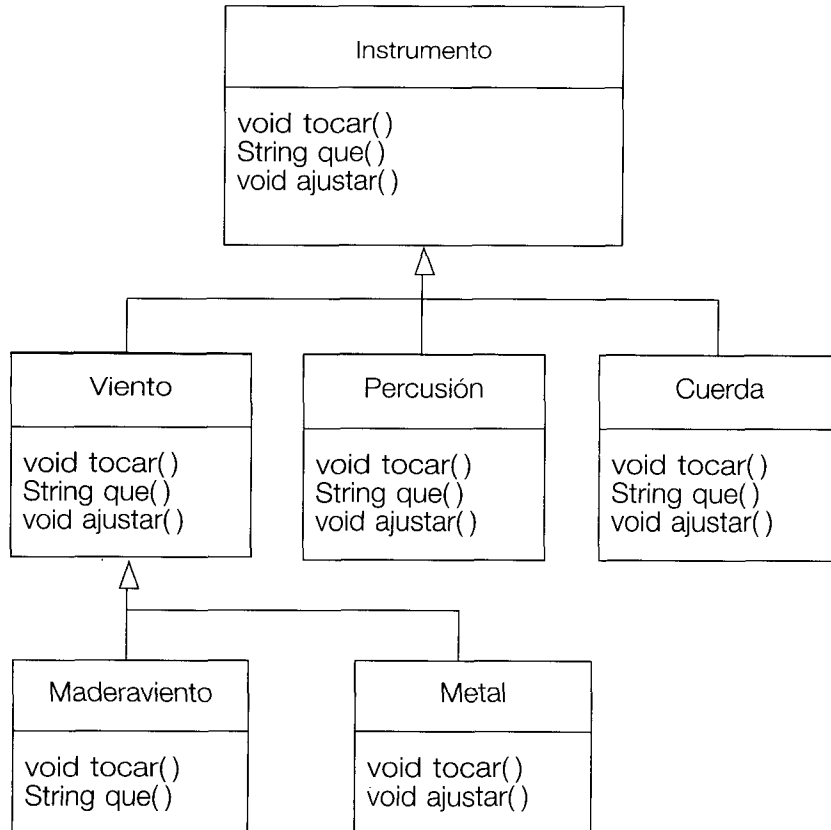 Instrumento
void tocar()
String que()
void ajustar()
Viento
void tocar()
String que()
void ajustar()
Percusión
void tocar()
String que()
void ajustar()
Cuerda
void tocar()
String que()
void ajustar()
Maderaviento
void tocar()
String que()
Metal
void tocar()
void ajustar()